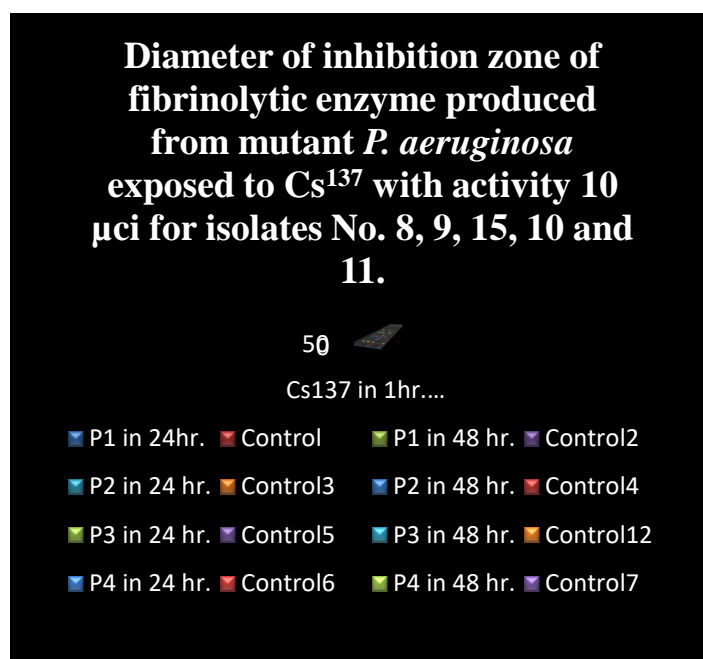 Diameter of inhibition zone of
fibrinolytic enzyme produced
from mutant P. aeruginosa
exposed to Cs¹³⁷ with activity 10
µci for isolates No. 8, 9, 15, 10 and
11.
50
0
Cs137 in 1hr....
P1 in 24hr. Control P1 in 48 hr. Control2
P2 in 24 hr. Control3 P2 in 48 hr. Control4
P3 in 24 hr. Control5 P3 in 48 hr. Control12
P4 in 24 hr. Control6 P4 in 48 hr. Control7